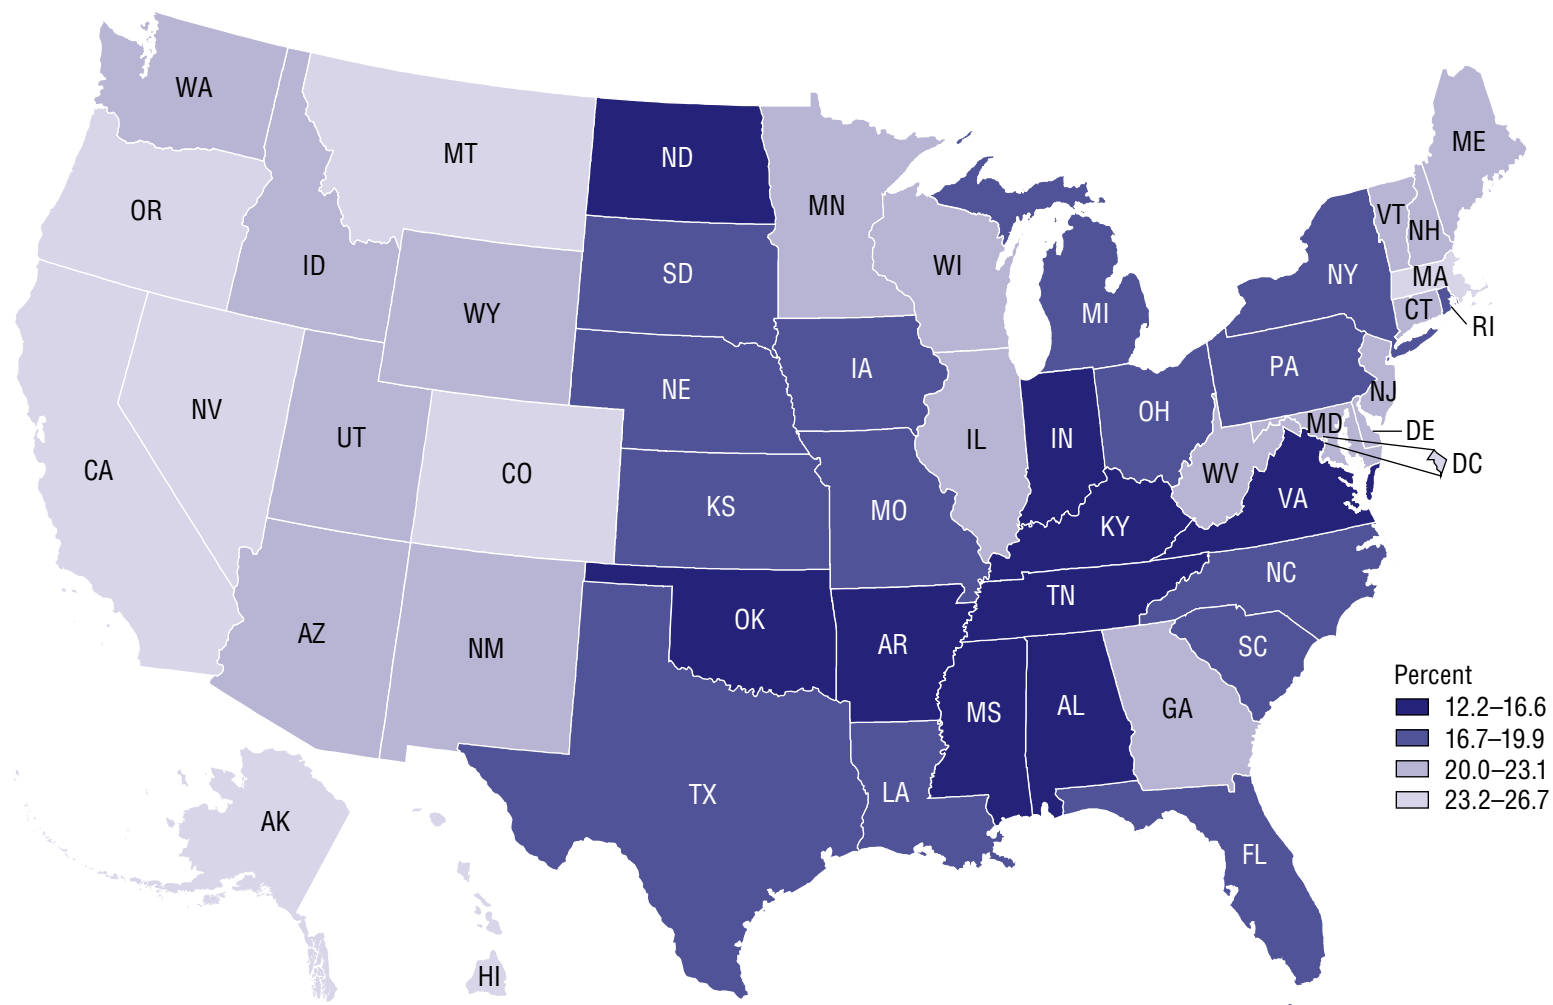 WA
MT
ND
ME
OR
MN
VT
NH
ID
WI
SD
NY
MA
WY
MI
CT
RI
IA
PA
NE
NJ
NV
OH
UT
IL
IN
MD
DE
CA
CO
WV
DC
VA
KS
MO
KY
NC
TN
OK
AZ
AR
NM
SC
MS
AL
GA
Percent
12.2–16.6
16.7–19.9
20.0–23.1
23.2–26.7
TX
LA
AK
FL
HI